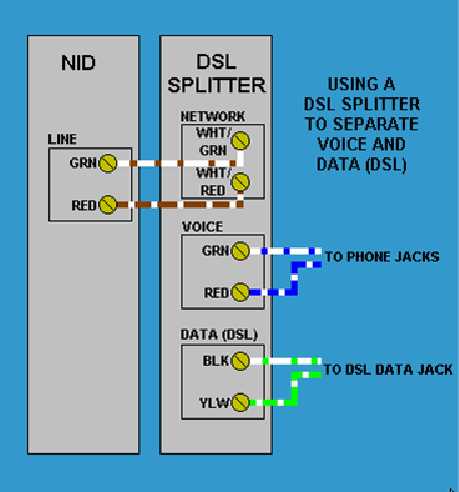 NID
DSL
SPLITTER
USING A
DSL SPLITTER
TO SEPARATE
VOICE AND
DATA (DSL)
LINE
GRN
RED
NETWORK
WHT/
GRN
WHT/
RED
VOICE
GRN
RED
TO PHONE JACKS
DATA (DSL)
BLK
YLW
TO DSL DATA JACK